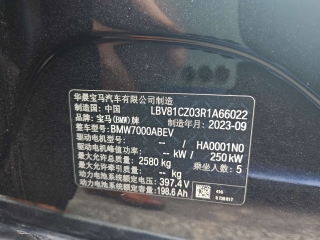 华晨宝马汽车有限公司制造
制造国：中国 LBV81CZ03R1A66022
品牌：宝马(BMW)牌 制造年月：2023-09
整车型号：BMW7000ABEV
驱动电机型号： -- / HA0001N0
驱动电机峰值功率： -- kW / 250 kW
最大允许总质量：2580 kg 乘坐人数：5
最大允许牵引质量： -- kg
动力电池系统额定电压：397.4V
动力电池系统额定容量：198.6Ah